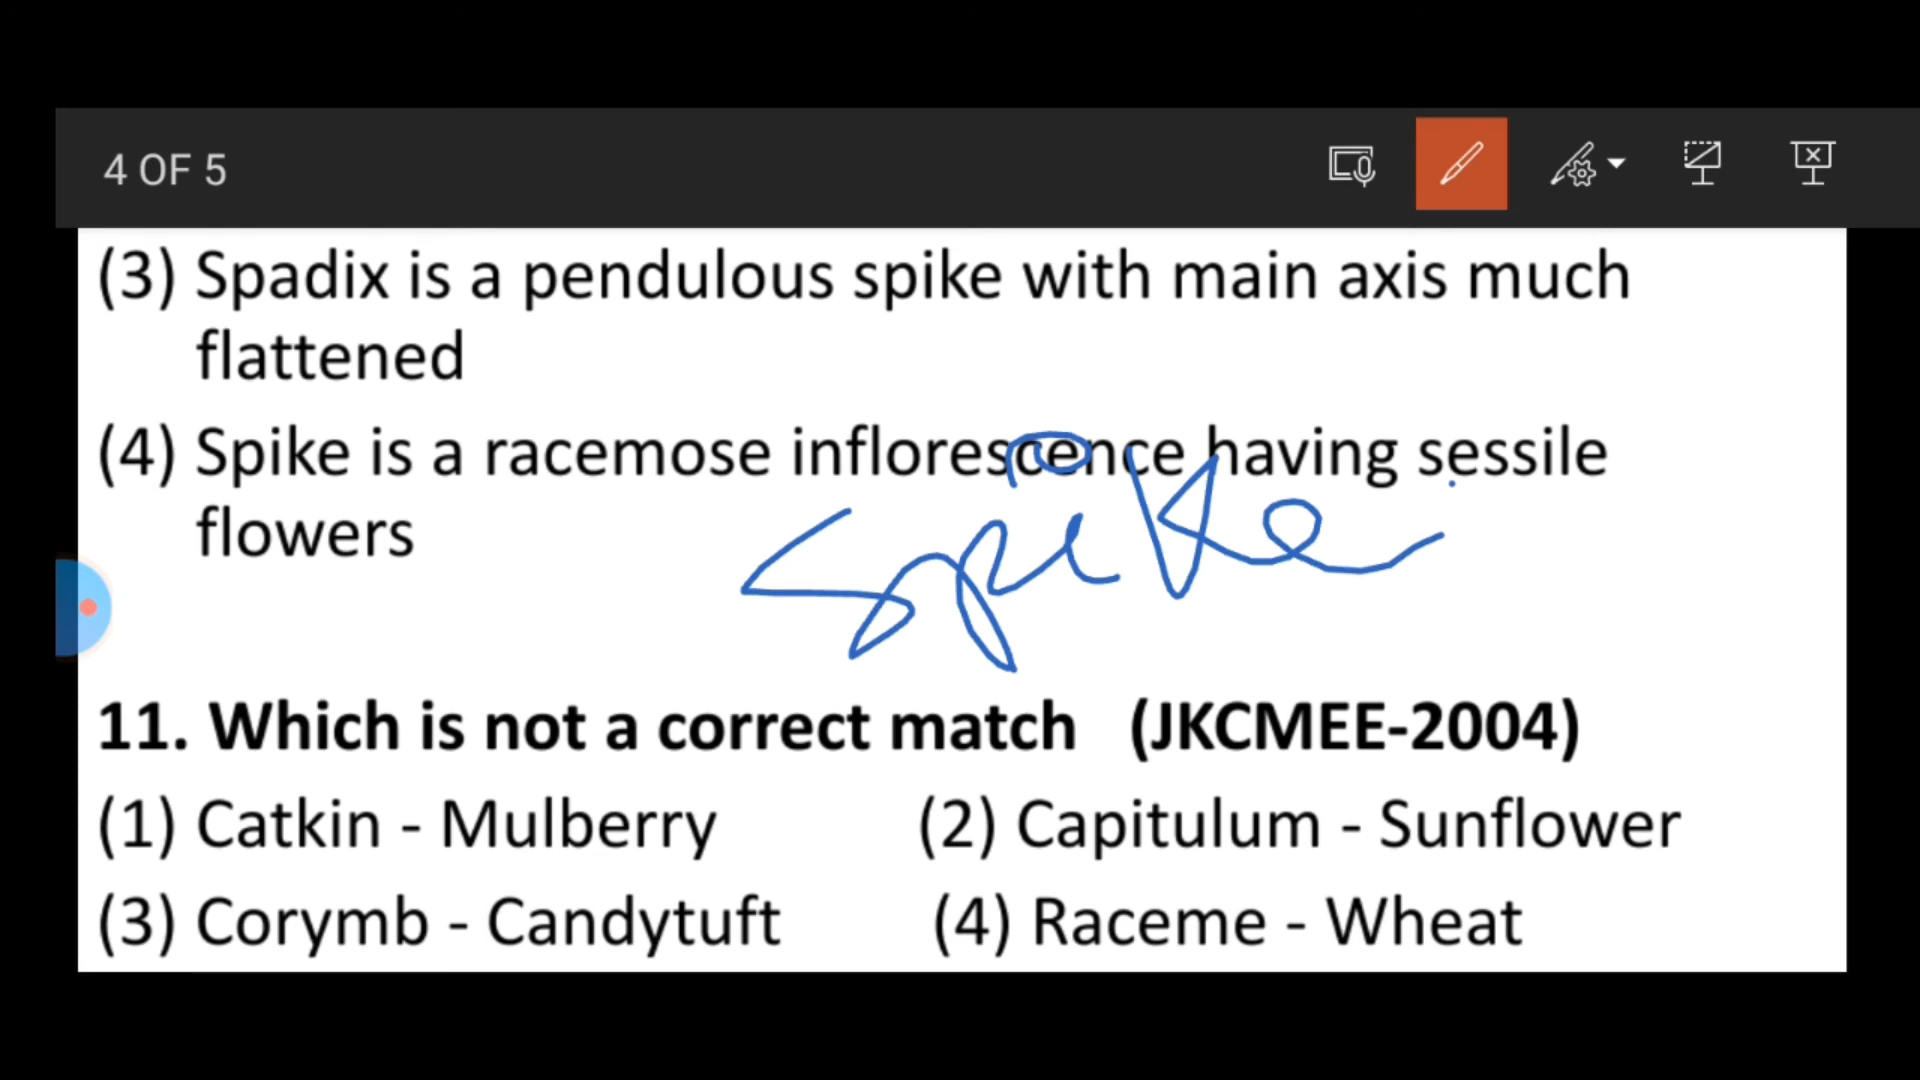 4 OF 5
(3) Spadix is a pendulous spike with main axis much
flattened
(4) Spike is a racemose inflorescence having sessile
flowers
Spike
11. Which is not a correct match (JKCMEE-2004)
(1) Catkin - Mulberry (2) Capitulum - Sunflower
(3) Corymb - Candytuft (4) Raceme - Wheat